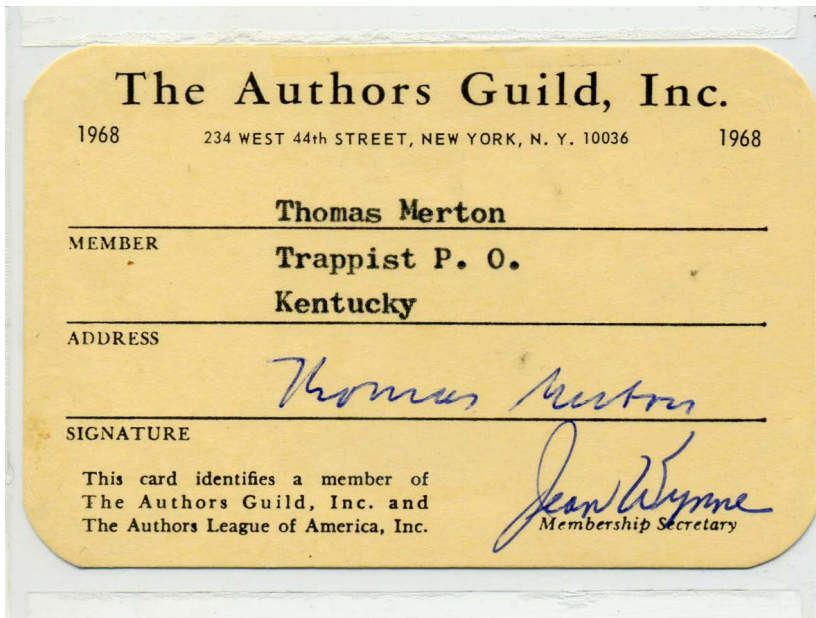 The Authors Guild, Inc.
1968 234 WEST 44th STREET, NEW YORK, N. Y. 10036 1968
Thomas Merton
MEMBER
Trappist P. O.
Kentucky
ADDRESS
Thomas Merton
SIGNATURE
This card identifies a member of
The Authors Guild, Inc. and
The Authors League of America, Inc.
Jean Wynne
Membership Secretary